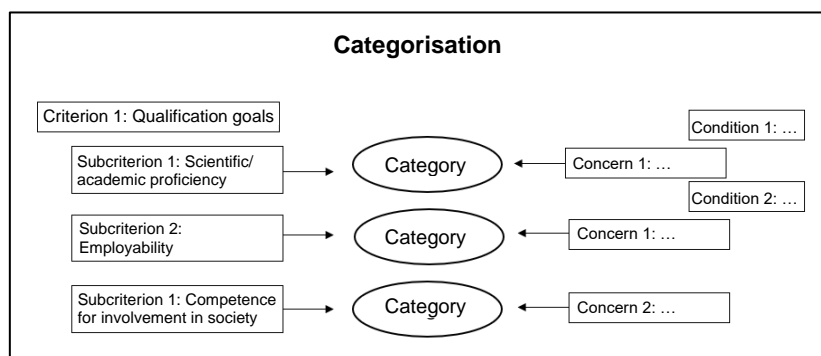 Categorisation
Criterion 1: Qualification goals
Condition 1: …
Subcriterion 1: Scientific/
academic proficiency
Category
Concern 1: …
Condition 2: …
Subcriterion 2:
Employability
Category
Concern 1: …
Subcriterion 1: Competence
for involvement in society
Category
Concern 2: …